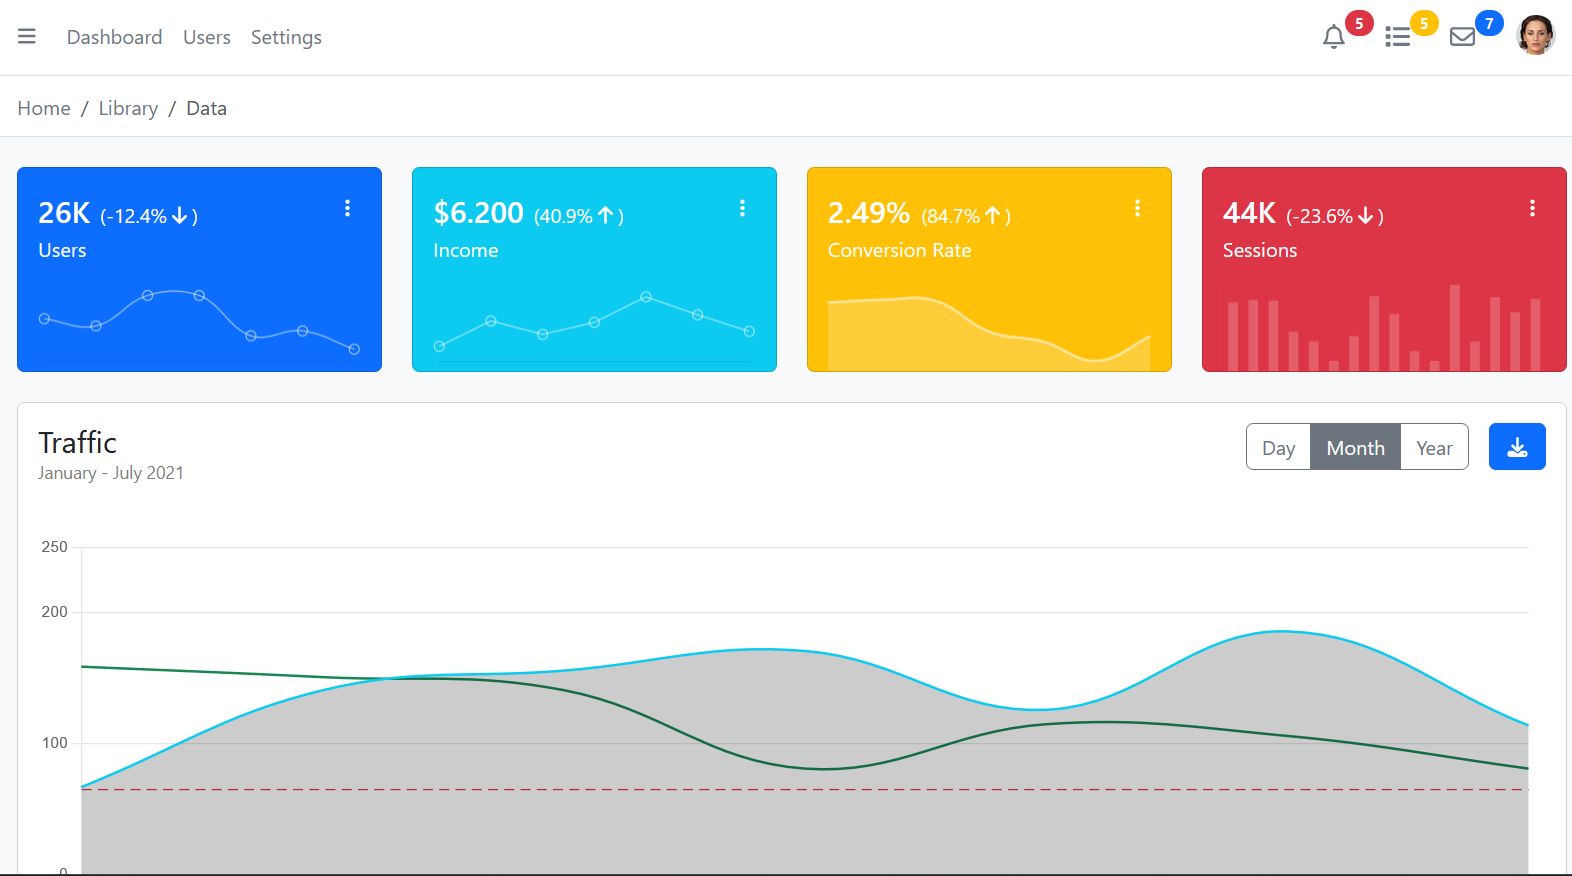 Dashboard Users Settings 5 5 7
Home / Library / Data
26K (-12.4% )
Users
$6.200 (40.9% )
Income
2.49% (84.7% )
Conversion Rate
44K (-23.6% )
Sessions
Traffic
January - July 2021
Day Month Year
250
200
100
0